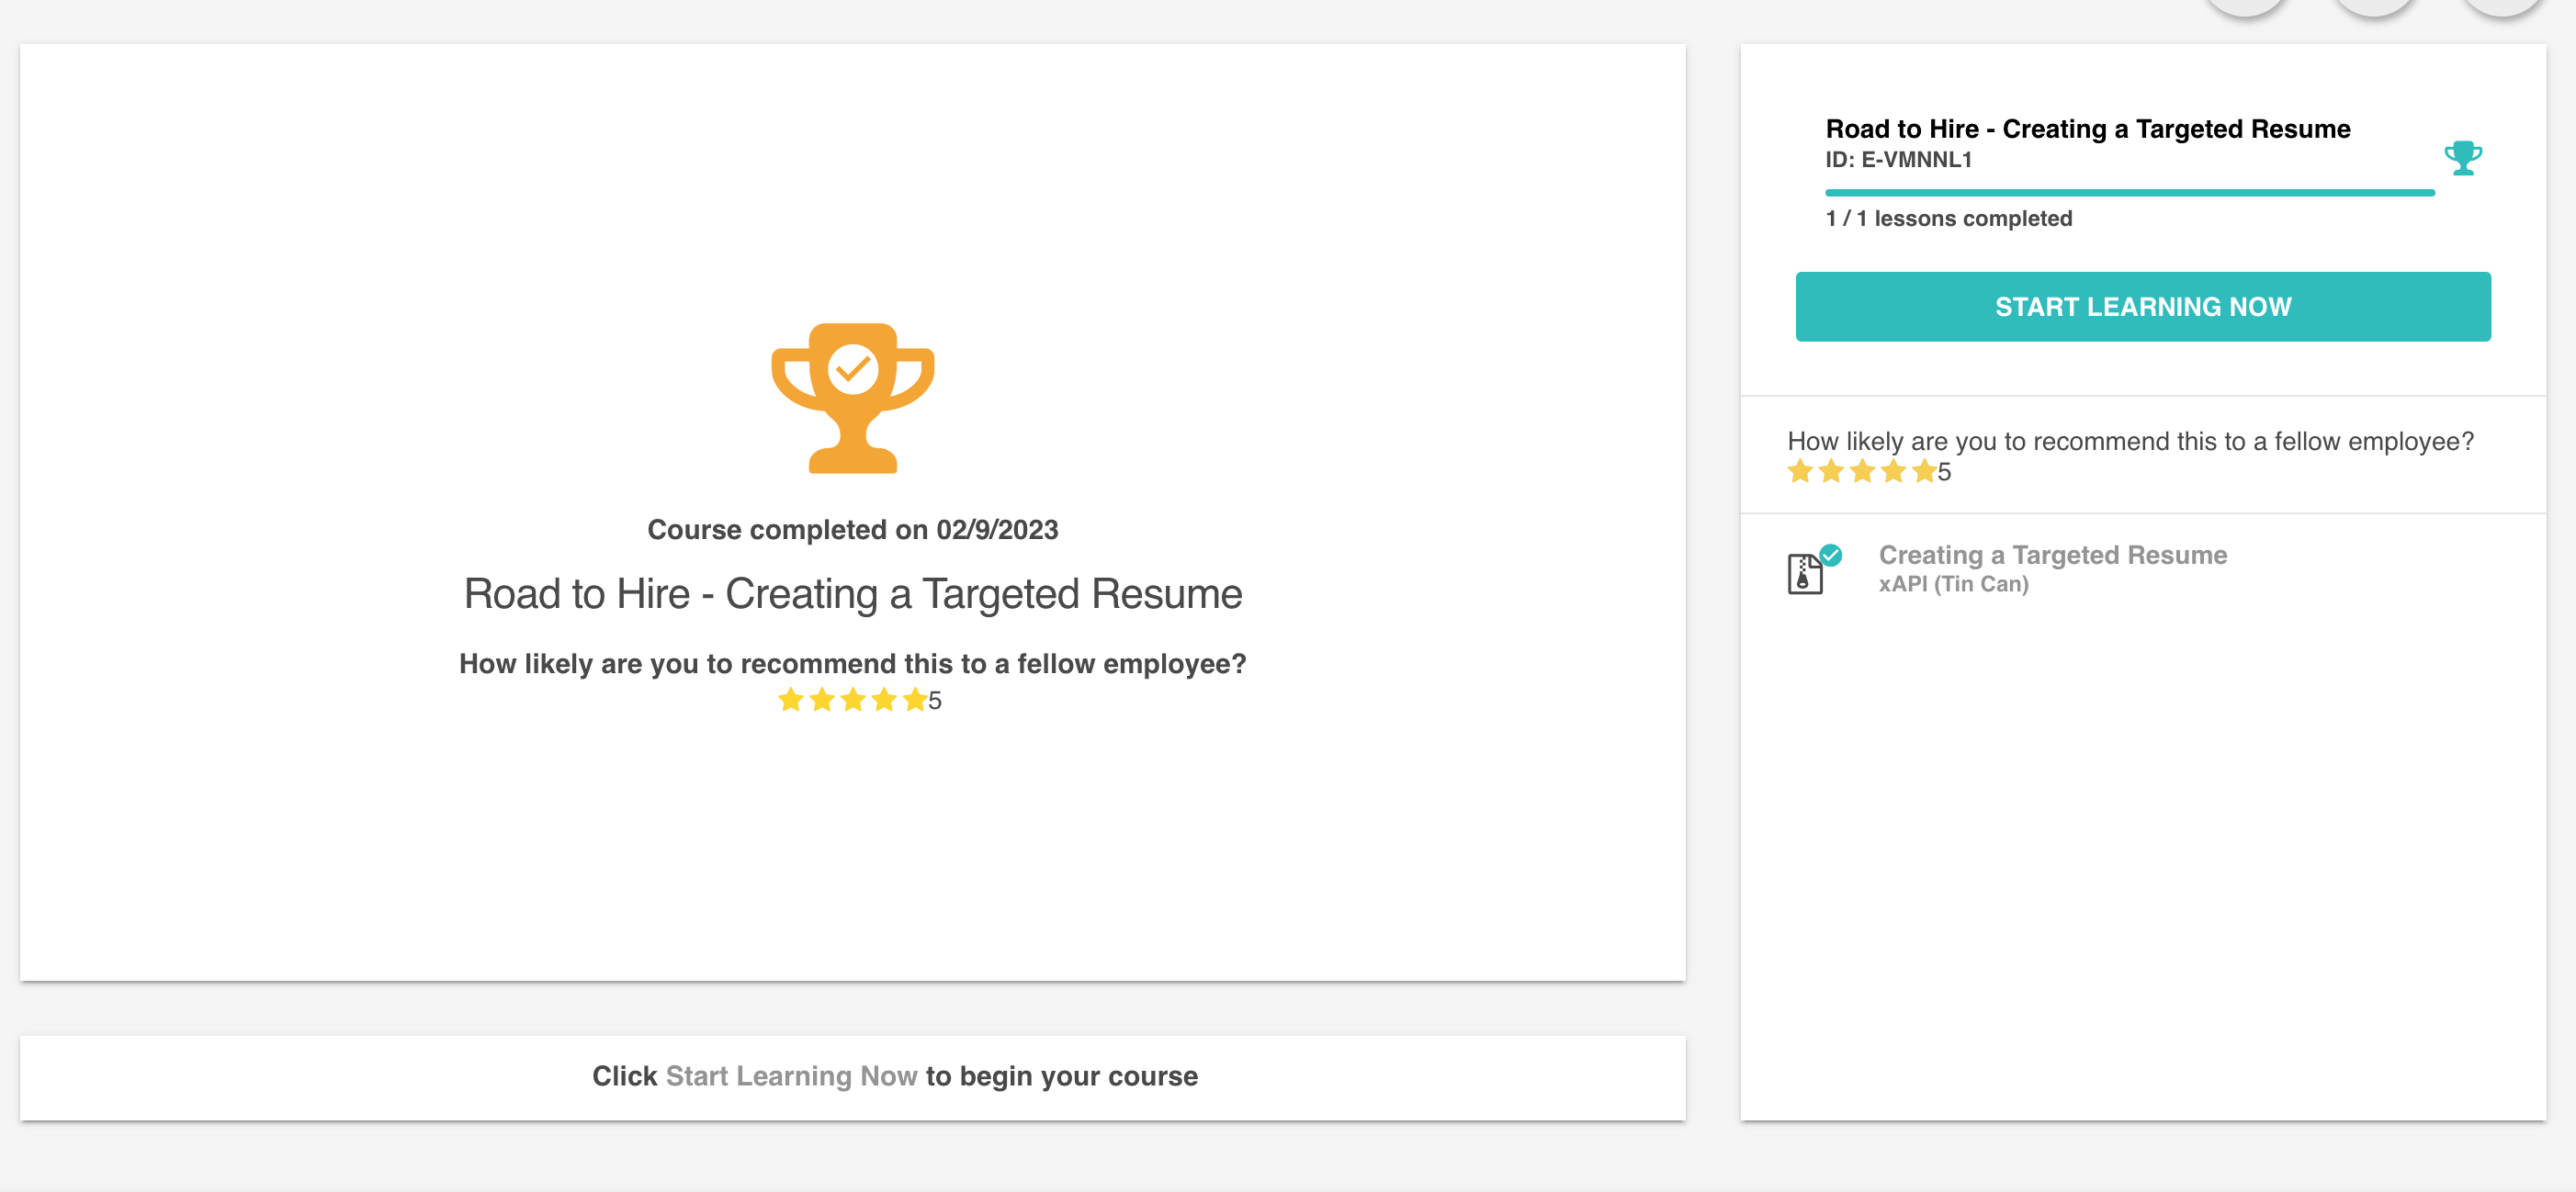 Course completed on 02/9/2023
Road to Hire - Creating a Targeted Resume
How likely are you to recommend this to a fellow employee?
5
Click Start Learning Now to begin your course
Road to Hire - Creating a Targeted Resume
ID: E-VMNNL1
1 / 1 lessons completed
START LEARNING NOW
How likely are you to recommend this to a fellow employee?
5
Creating a Targeted Resume
xAPI (Tin Can)